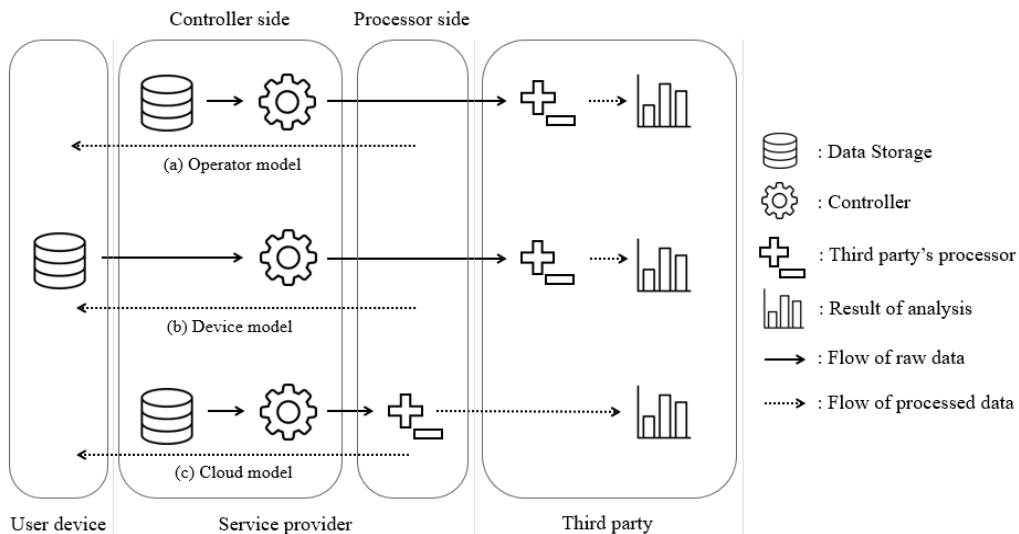 Controller side
Processor side
(a) Operator model
(b) Device model
(c) Cloud model
User device
Service provider
Third party
: Data Storage
: Controller
: Third party's processor
: Result of analysis
: Flow of raw data
: Flow of processed data